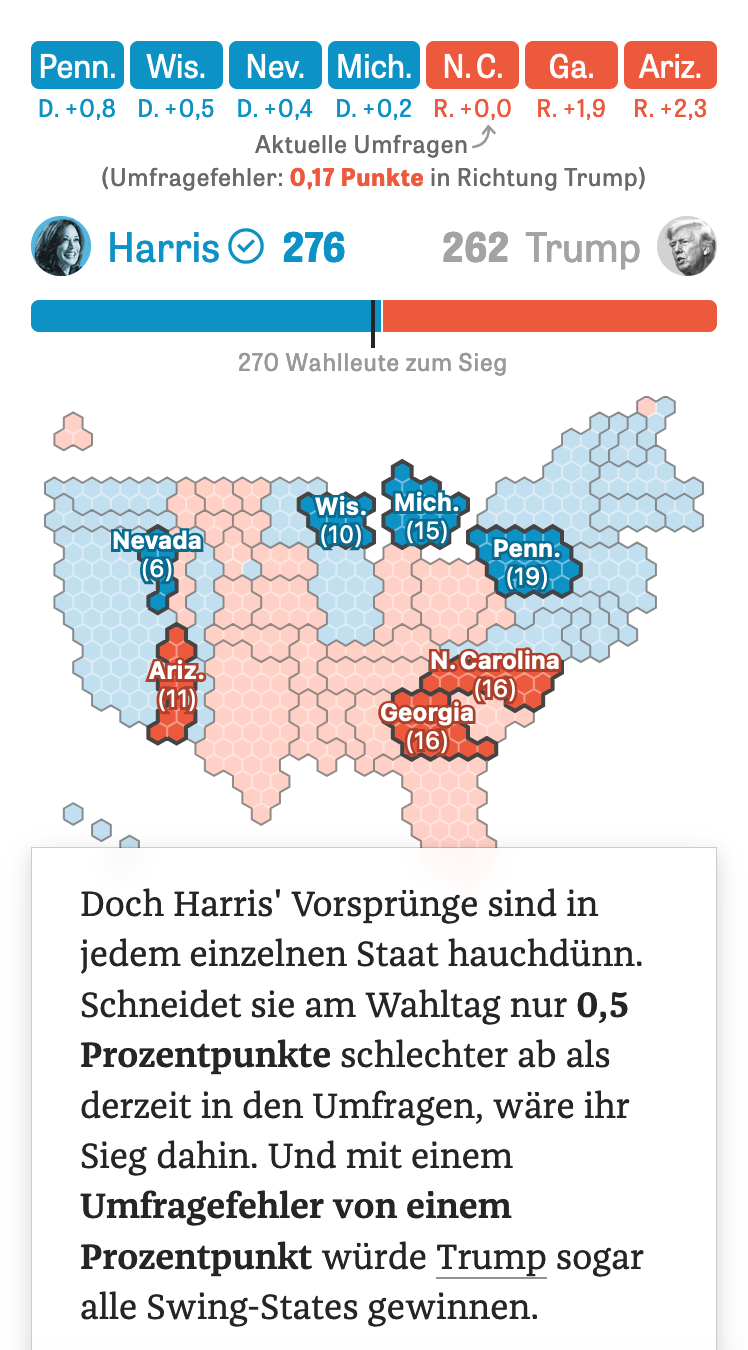 Penn. Wis. Nev. Mich. N. C. Ga. Ariz.
D. +0,8 D. +0,5 D. +0,4 D. +0,2 R. +0,0 R. +1,9 R. +2,3
Aktuelle Umfragen
(Umfragefehler: 0,17 Punkte in Richtung Trump)
Harris 276 262 Trump
270 Wahlleute zum Sieg
Wis.
(10)
Mich.
(15)
Nevada
(6)
Penn.
(19)
Ariz.
(11)
N. Carolina
(16)
Georgia
(16)
Doch Harris' Vorsprünge sind in
jedem einzelnen Staat hauchdünn.
Schneidet sie am Wahltag nur 0,5
Prozentpunkte schlechter ab als
derzeit in den Umfragen, wäre ihr
Sieg dahin. Und mit einem
Umfragefehler von einem
Prozentpunkt würde Trump sogar
alle Swing-States gewinnen.